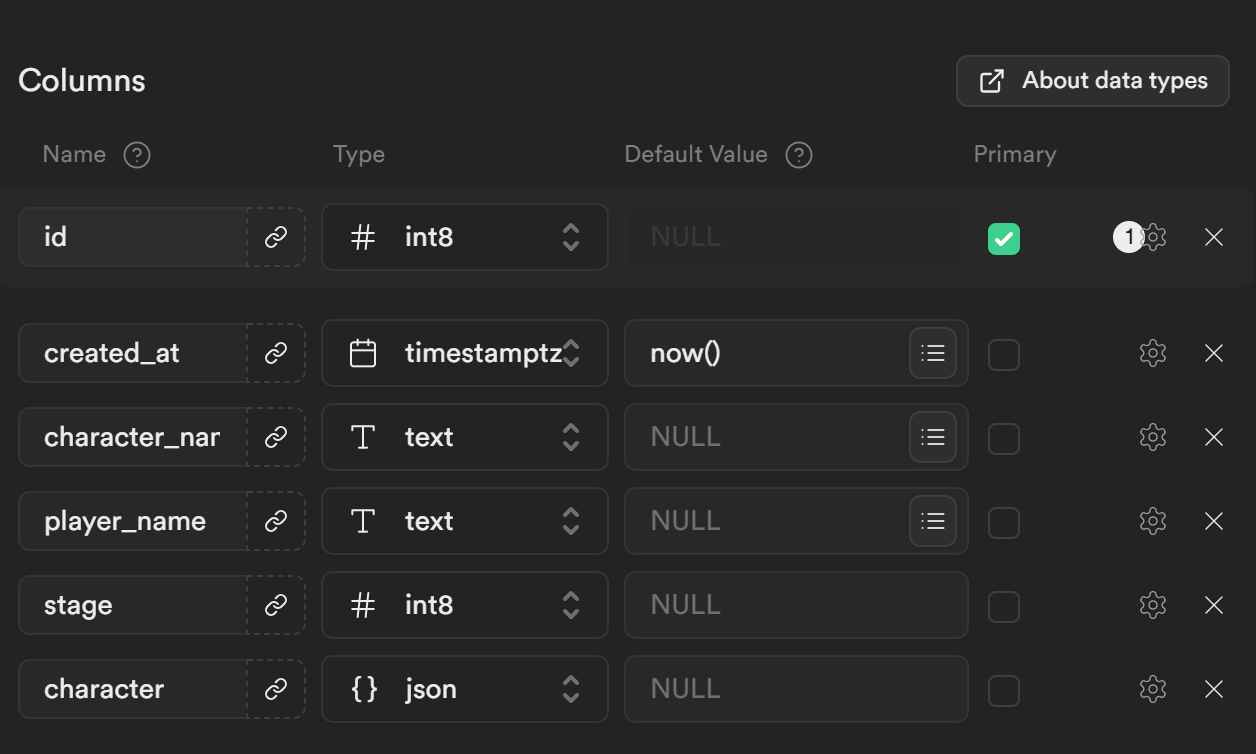 Columns
About data types
Name ? Type Default Value ? Primary
id # int8 NULL 1
created_at timestamptz now()
character_nar T text NULL
player_name T text NULL
stage # int8 NULL
character {} json NULL